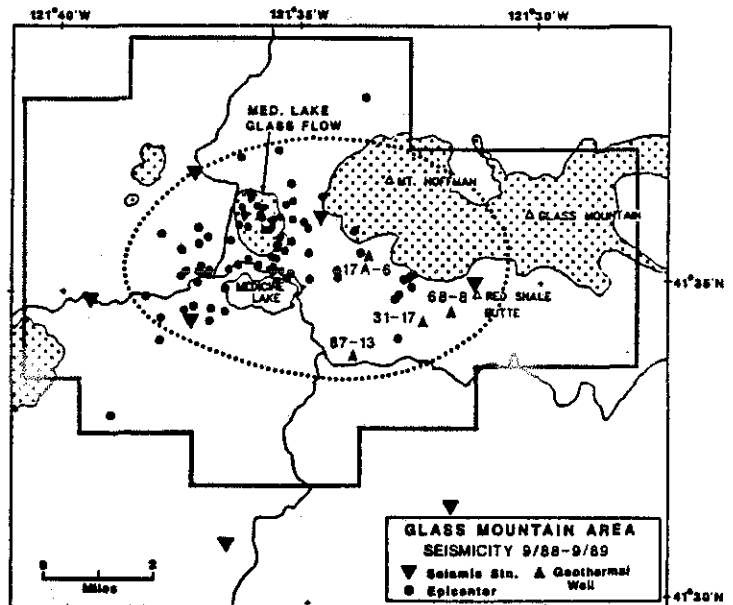 121°40'W 121°35'W 121°30'W
MED. LAKE
GLASS FLOW
MT. HOFFMAN
GLASS MOUNTAIN
17A-6
MEDICINE
LAKE
41°35'N
68-8
RED SHALE
BUTTE
31-17
87-13
GLASS MOUNTAIN AREA
SEISMICITY 9/88-9/89
Seismic Stn.
Geothermal
Well
Epicenter
0 2
Miles
41°30'N